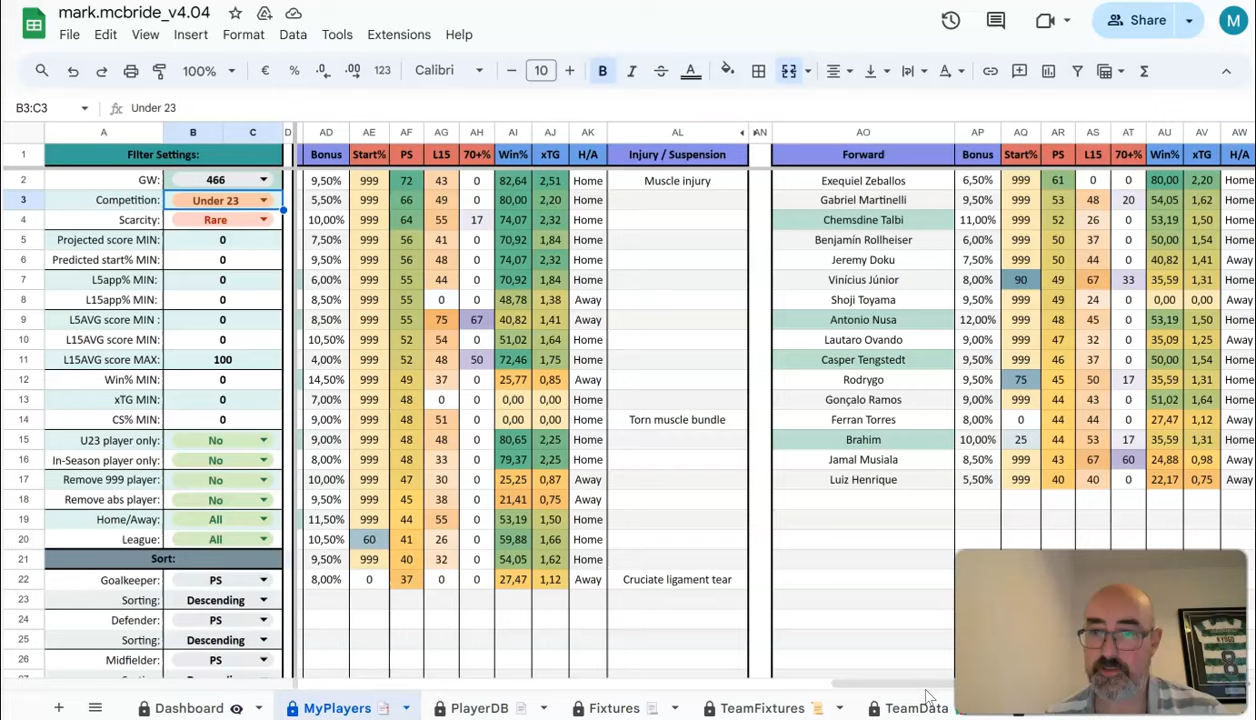 mark.mcbride_v4.04
File Edit View Insert Format Data Tools Extensions Help
Share M
100% € % .0 .00 123 Calibri − 10 + B I S A Σ
B3:C3 fx Under 23
A B C D AD AE AF AG AH AI AJ AK AL AN AO AP AQ AR AS AT AU AV AW
1 Filter Settings: Bonus Start% PS L15 70+% Win% xTG H/A Injury / Suspension Forward Bonus Start% PS L15 70+% Win% xTG H/A
2 GW: 466 9,50% 999 72 43 0 82,64 2,51 Home Muscle injury Exequiel Zeballos 6,50% 999 61 0 0 80,00 2,20 Home
3 Competition: Under 23 5,50% 999 66 49 0 80,00 2,20 Home Gabriel Martinelli 9,50% 999 53 48 20 54,05 1,62 Home
4 Scarcity: Rare 10,00% 999 64 55 17 74,07 2,32 Home Chemsdine Talbi 11,00% 999 52 26 0 53,19 1,50 Home
5 Projected score MIN: 0 7,50% 999 56 41 0 70,92 1,84 Home Benjamín Rollheiser 6,00% 999 50 37 0 50,00 1,54 Home
6 Predicted start% MIN: 0 9,50% 999 56 48 0 74,07 2,32 Home Jeremy Doku 7,50% 999 50 44 0 40,82 1,41 Away
7 L5app% MIN: 0 6,00% 999 55 44 0 70,92 1,84 Home Vinícius Júnior 8,00% 90 49 67 33 35,59 1,31 Home
8 L15app% MIN: 0 8,50% 999 55 0 0 48,78 1,38 Away Shoji Toyama 9,50% 999 49 24 0 0,00 0,00 Away
9 L5AVG score MIN : 0 8,50% 999 55 75 67 40,82 1,41 Away Antonio Nusa 12,00% 999 48 45 0 53,19 1,50 Home
10 L15AVG score MIN: 0 10,50% 999 52 54 0 51,02 1,64 Home Lautaro Ovando 9,00% 999 47 32 0 35,09 1,25 Away
11 L15AVG score MAX: 100 4,00% 999 52 48 50 72,46 1,75 Home Casper Tengstedt 9,50% 999 46 37 0 50,00 1,54 Home
12 Win% MIN: 0 14,50% 999 49 37 0 25,77 0,85 Away Rodrygo 9,50% 75 45 50 17 35,59 1,31 Home
13 xTG MIN: 0 7,00% 999 48 0 0 0,00 0,00 Away Gonçalo Ramos 9,50% 999 44 43 0 51,02 1,64 Home
14 CS% MIN: 0 9,00% 999 48 51 0 0,00 0,00 Home Torn muscle bundle Ferran Torres 8,00% 0 44 44 0 27,47 1,12 Away
15 U23 player only: No 9,00% 999 48 48 0 80,65 2,25 Home Brahim 10,00% 25 44 53 17 35,59 1,31 Home
16 In-Season player only: No 8,00% 999 48 33 0 79,37 2,25 Home Jamal Musiala 8,50% 999 43 67 60 24,88 0,98 Away
17 Remove 999 player: No 10,00% 999 47 30 0 25,25 0,87 Away Luiz Henrique 5,50% 999 40 40 0 22,17 0,75 Away
18 Remove abs player: No 9,50% 999 45 38 0 21,41 0,75 Away
19 Home/Away: All 11,50% 999 44 55 0 53,19 1,50 Home
20 League: All 10,50% 60 41 26 0 59,88 1,66 Home
21 Sort: 9,50% 999 40 32 0 54,05 1,62 Home
22 Goalkeeper: PS 8,00% 0 37 0 0 27,47 1,12 Away Cruciate ligament tear
23 Sorting: Descending
24 Defender: PS
25 Sorting: Descending
26 Midfielder: PS
Dashboard MyPlayers PlayerDB Fixtures TeamFixtures TeamData